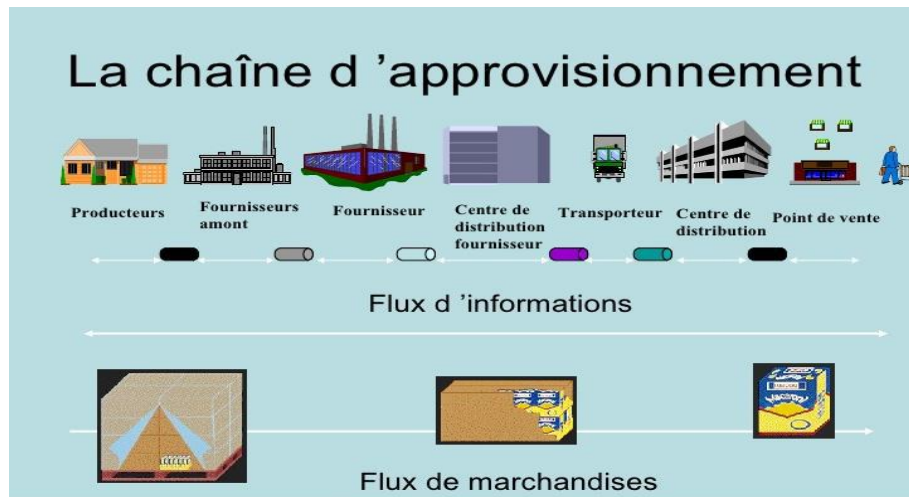 La chaîne d ’approvisionnement
Producteurs
Fournisseurs
amont
Fournisseur
Centre de
distribution
fournisseur
Transporteur
Centre de
distribution
Point de vente
Flux d ’informations
Flux de marchandises